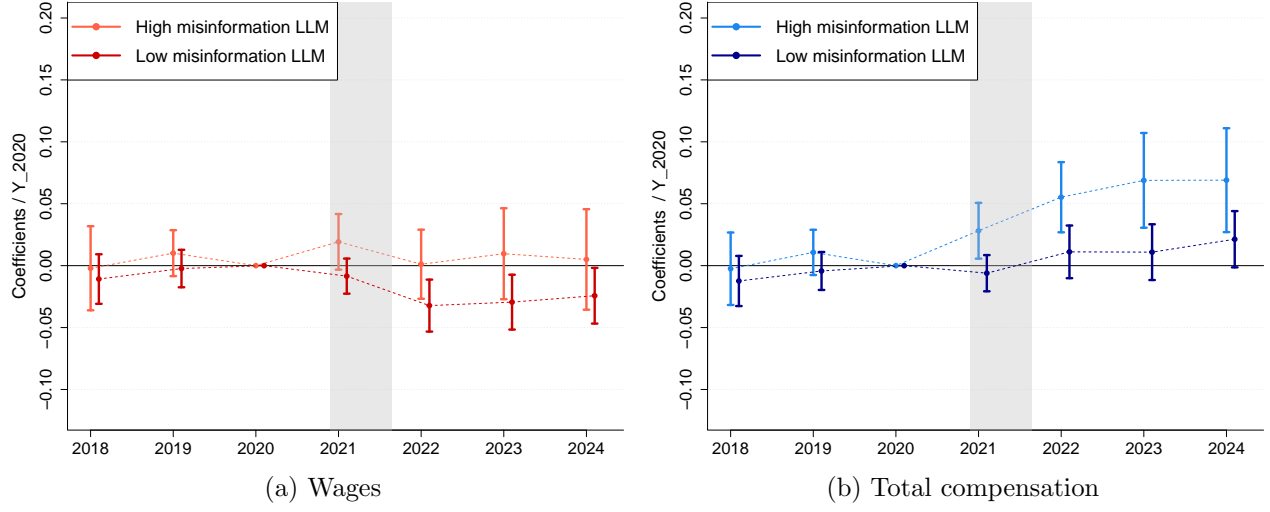 High misinformation LLM
Low misinformation LLM
Coefficients / Y_2020
0.20
0.15
0.10
0.05
0.00
−0.05
−0.10
2018 2019 2020 2021 2022 2023 2024
(a) Wages
High misinformation LLM
Low misinformation LLM
Coefficients / Y_2020
0.20
0.15
0.10
0.05
0.00
−0.05
−0.10
2018 2019 2020 2021 2022 2023 2024
(b) Total compensation